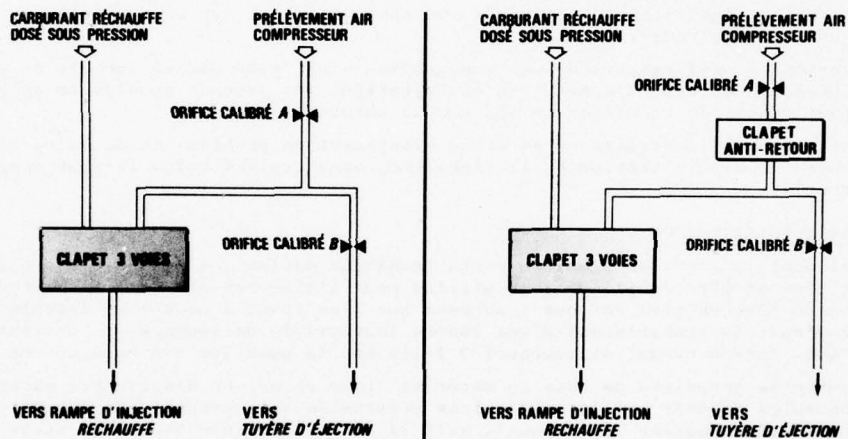 CARBURANT RÉCHAUFFE
DOSÉ SOUS PRESSION
PRÉLÈVEMENT AIR
COMPRESSEUR
ORIFICE CALIBRÉ A
ORIFICE CALIBRÉ B
CLAPET 3 VOIES
VERS RAMPE D'INJECTION
RECHAUFFE
VERS
TUYÈRE D'ÉJECTION
CARBURANT RÉCHAUFFE
DOSÉ SOUS PRESSION
PRÉLÈVEMENT AIR
COMPRESSEUR
ORIFICE CALIBRÉ A
CLAPET
ANTI-RETOUR
ORIFICE CALIBRÉ B
CLAPET 3 VOIES
VERS RAMPE D'INJECTION
RECHAUFFE
VERS
TUYÈRE D'ÉJECTION